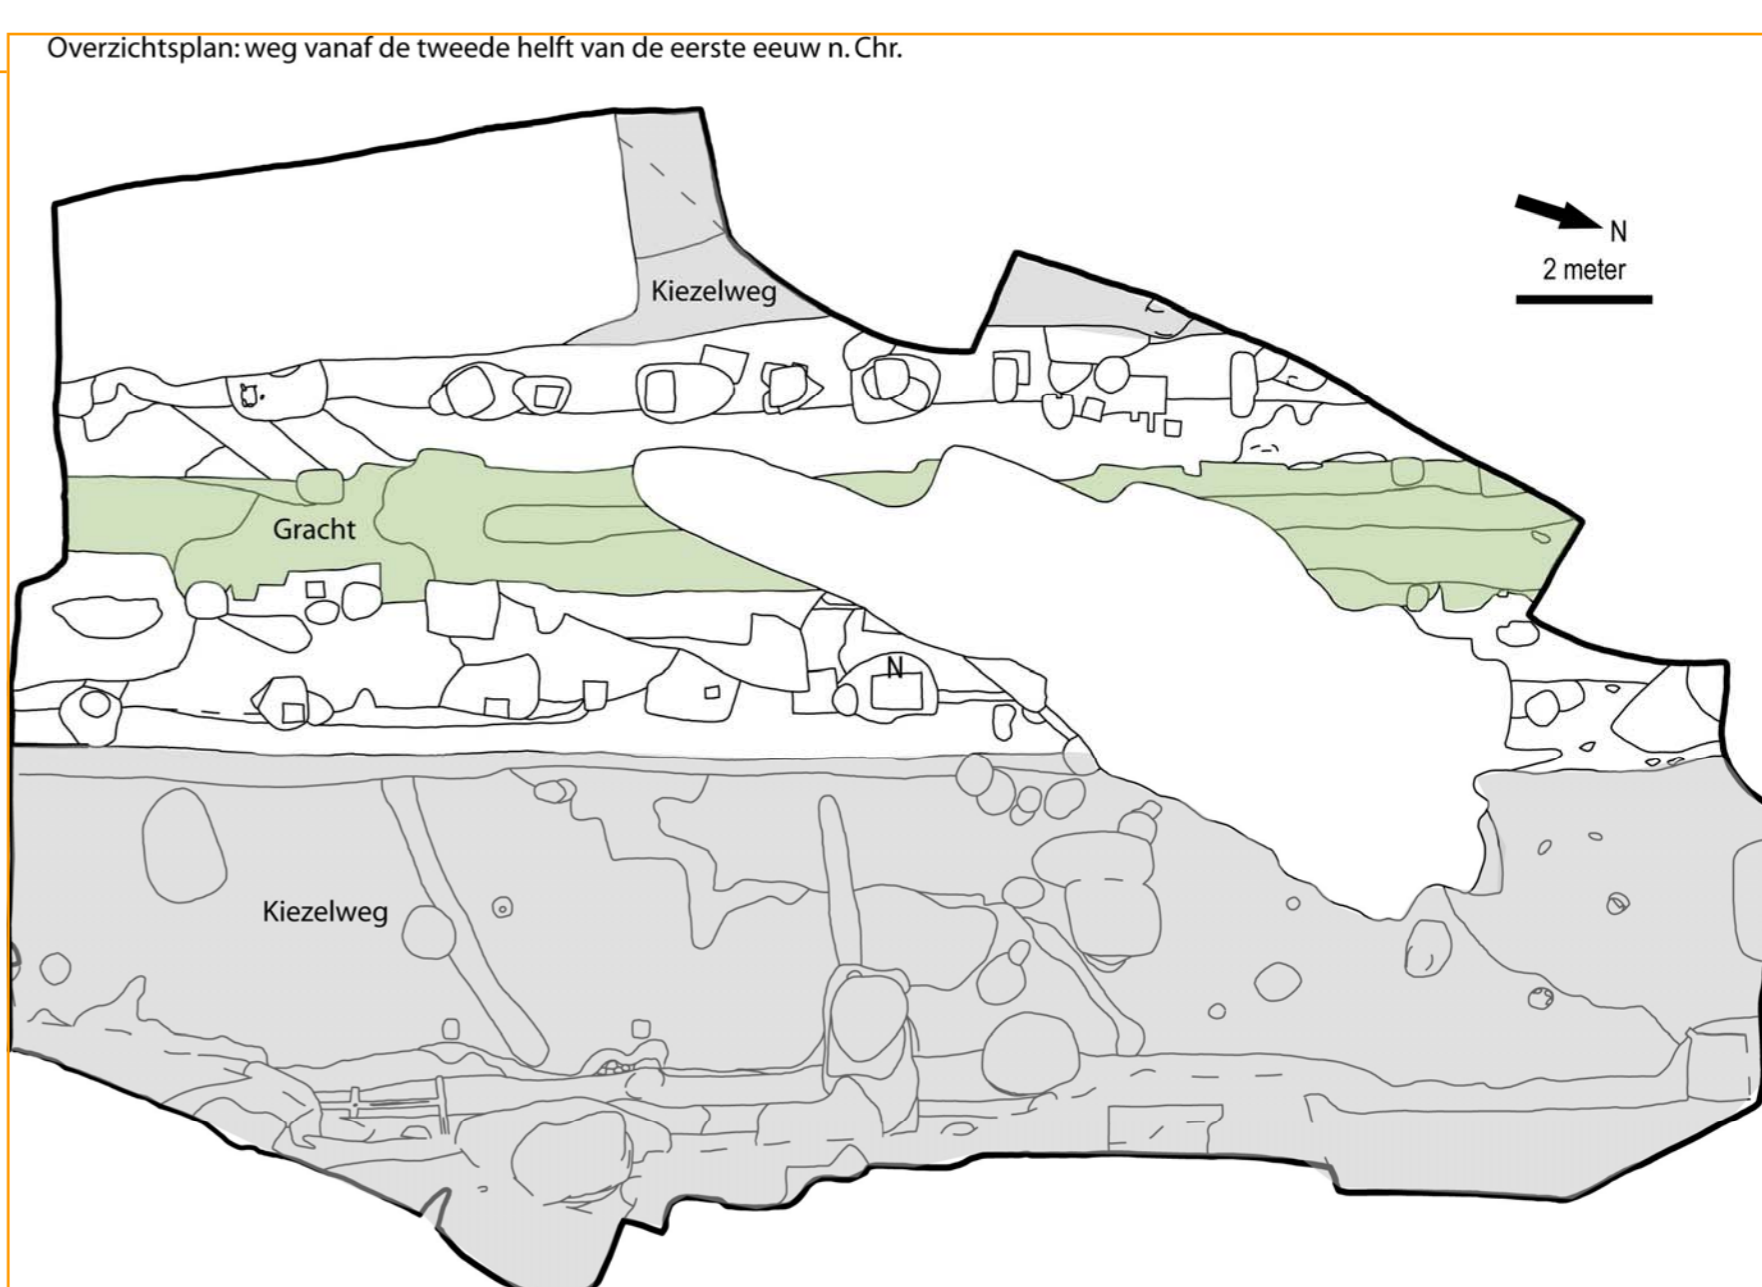 Overzichtsplan: weg vanaf de tweede helft van de eerste eeuw n. Chr.
N
2 meter
Kiezelweg
Gracht
N
Kiezelweg